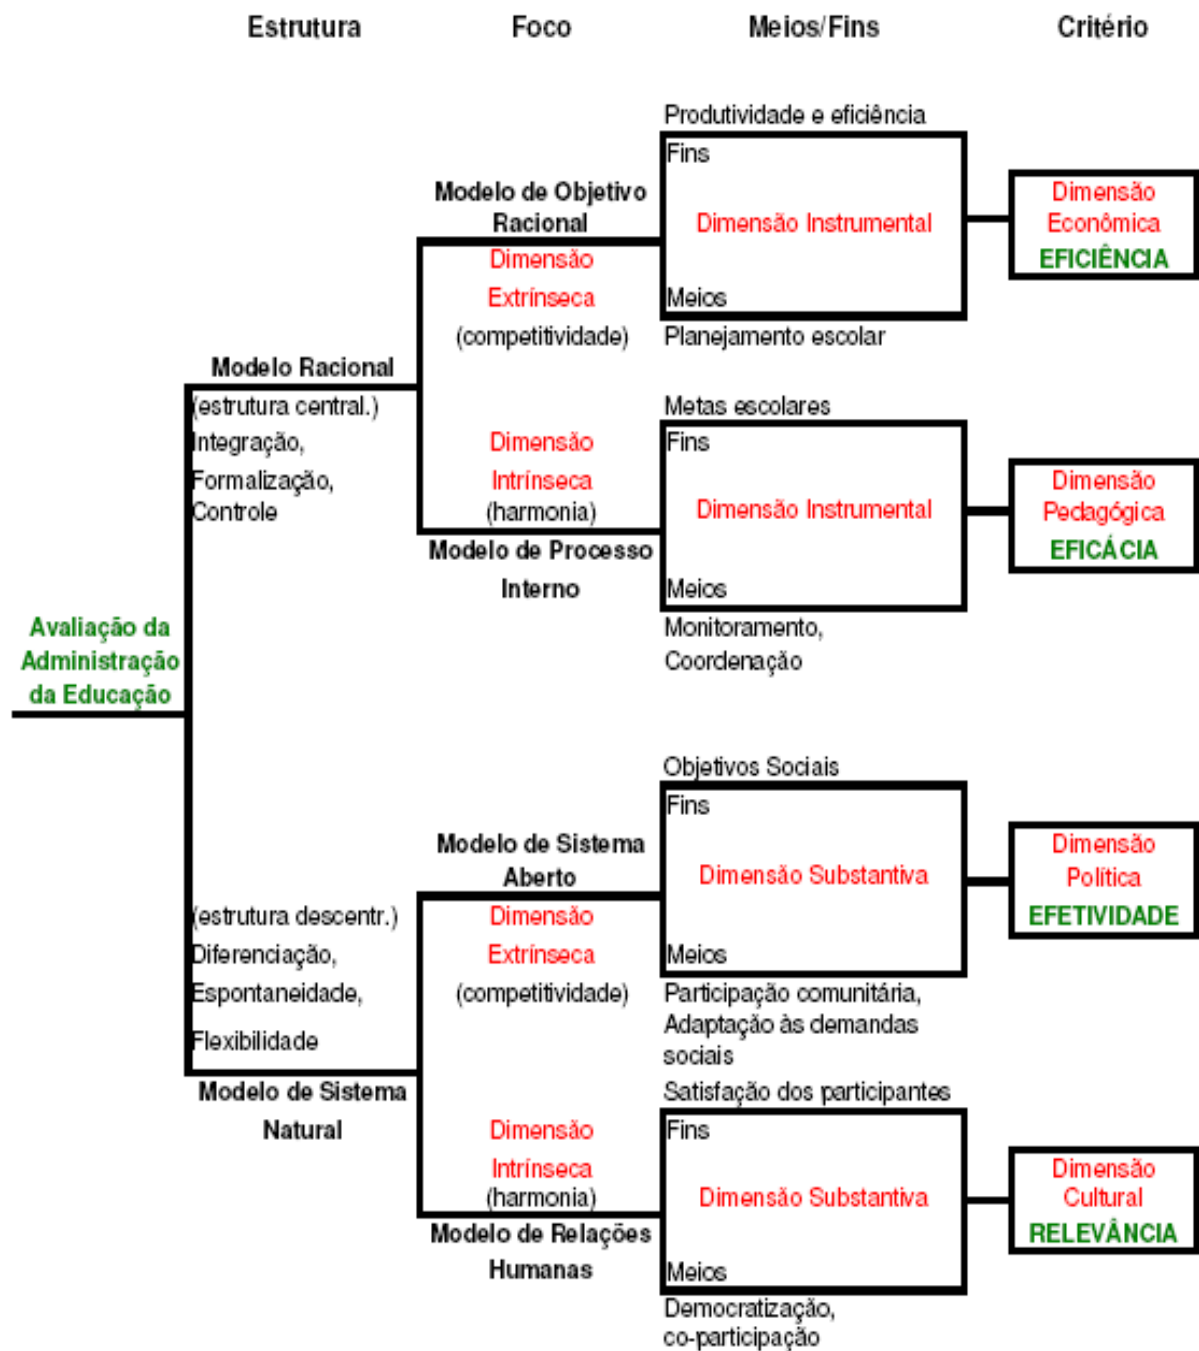 Estrutura Foco Meios/Fins Critério
Produtividade e eficiência
Fins
Modelo de Objetivo
Racional
Dimensão Instrumental
Dimensão
Econômica
EFICIÊNCIA
Dimensão
Extrínseca
(competitividade)
Meios
Planejamento escolar
Modelo Racional
(estrutura central.)
Integração,
Formalização,
Controle
Metas escolares
Fins
Dimensão
Intrínseca
(harmonia)
Modelo de Processo
Interno
Dimensão Instrumental
Dimensão
Pedagógica
EFICÁCIA
Meios
Monitoramento,
Coordenação
Avaliação da
Administração
da Educação
Objetivos Sociais
Fins
Modelo de Sistema
Aberto
Dimensão Substantiva
Dimensão
Política
EFETIVIDADE
(estrutura descentr.)
Diferenciação,
Espontaneidade,
Flexibilidade
Modelo de Sistema
Natural
Dimensão
Extrínseca
(competitividade)
Meios
Participação comunitária,
Adaptação às demandas
sociais
Satisfação dos participantes
Fins
Dimensão
Intrínseca
(harmonia)
Modelo de Relações
Humanas
Dimensão Substantiva
Dimensão
Cultural
RELEVÂNCIA
Meios
Democratização,
co-participação